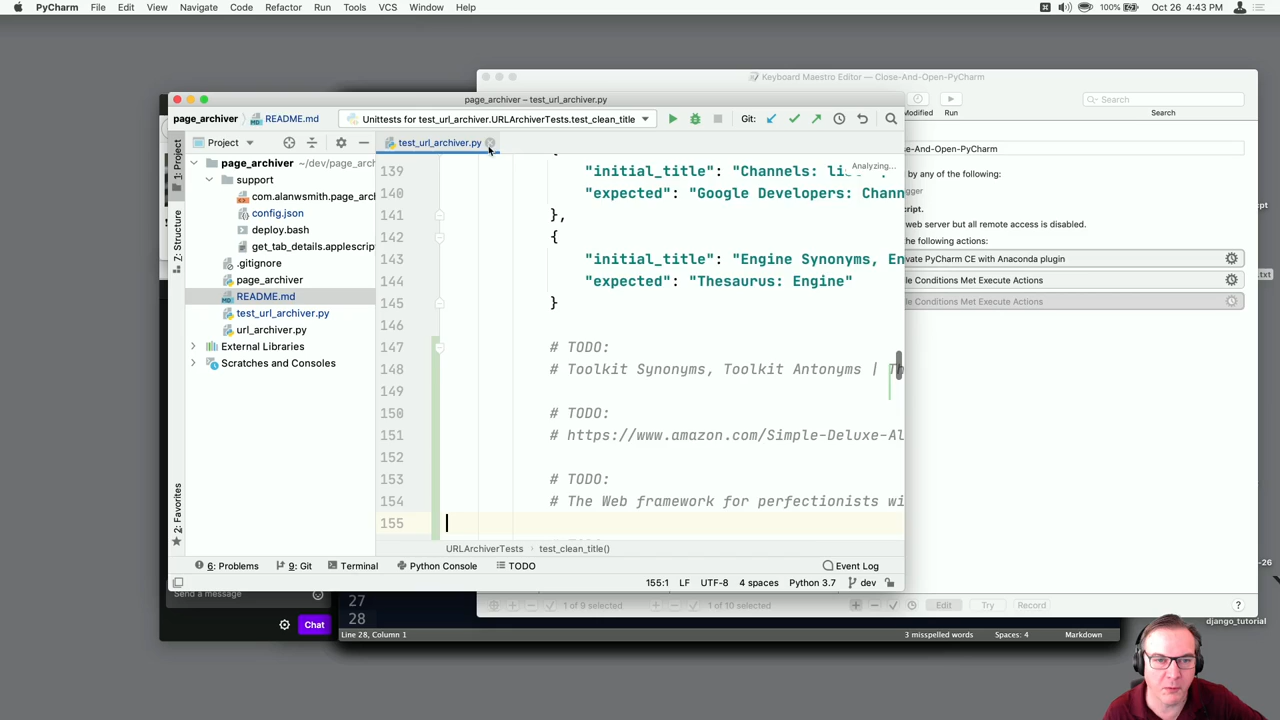 PyCharm File Edit View Navigate Code Refactor Run Tools VCS Window Help 100% Oct 26 4:43 PM
Keyboard Maestro Editor — Close-And-Open-PyCharm
page_archiver – test_url_archiver.py
Modified Run Search
Search
page_archiver README.md Unittests for test_url_archiver.URLArchiverTests.test_clean_title Git:
Project test_url_archiver.py
se-And-Open-PyCharm
1: Project
page_archiver ~/dev/page_arch
support
com.alanwsmith.page_arch
config.json
deploy.bash
get_tab_details.applescript
.gitignore
page_archiver
README.md
test_url_archiver.py
url_archiver.py
External Libraries
Scratches and Consoles
Z: Structure
2: Favorites
Analyzing...
139 "initial_title": "Channels: li
140 "expected": "Google Developers: Chann
141 },
142 {
143 "initial_title": "Engine Synonyms, En
144 "expected": "Thesaurus: Engine"
145 }
146
147 # TODO:
148 # Toolkit Synonyms, Toolkit Antonyms | Th
149
150 # TODO:
151 # https://www.amazon.com/Simple-Deluxe-Al
152
153 # TODO:
154 # The Web framework for perfectionists wi
155
URLArchiverTests test_clean_title()
by any of the following:
gger
cript.
web server but all remote access is disabled.
the following actions:
vate PyCharm CE with Anaconda plugin
le Conditions Met Execute Actions
le Conditions Met Execute Actions
pt
txt
-26
6: Problems 9: Git Terminal Python Console TODO Event Log
155:1 LF UTF-8 4 spaces Python 3.7 dev
Send a message
Chat
27
28
1 of 9 selected 1 of 10 selected Edit Try Record ?
Line 28, Column 1 3 misspelled words Spaces: 4 Markdown
django_tutorial